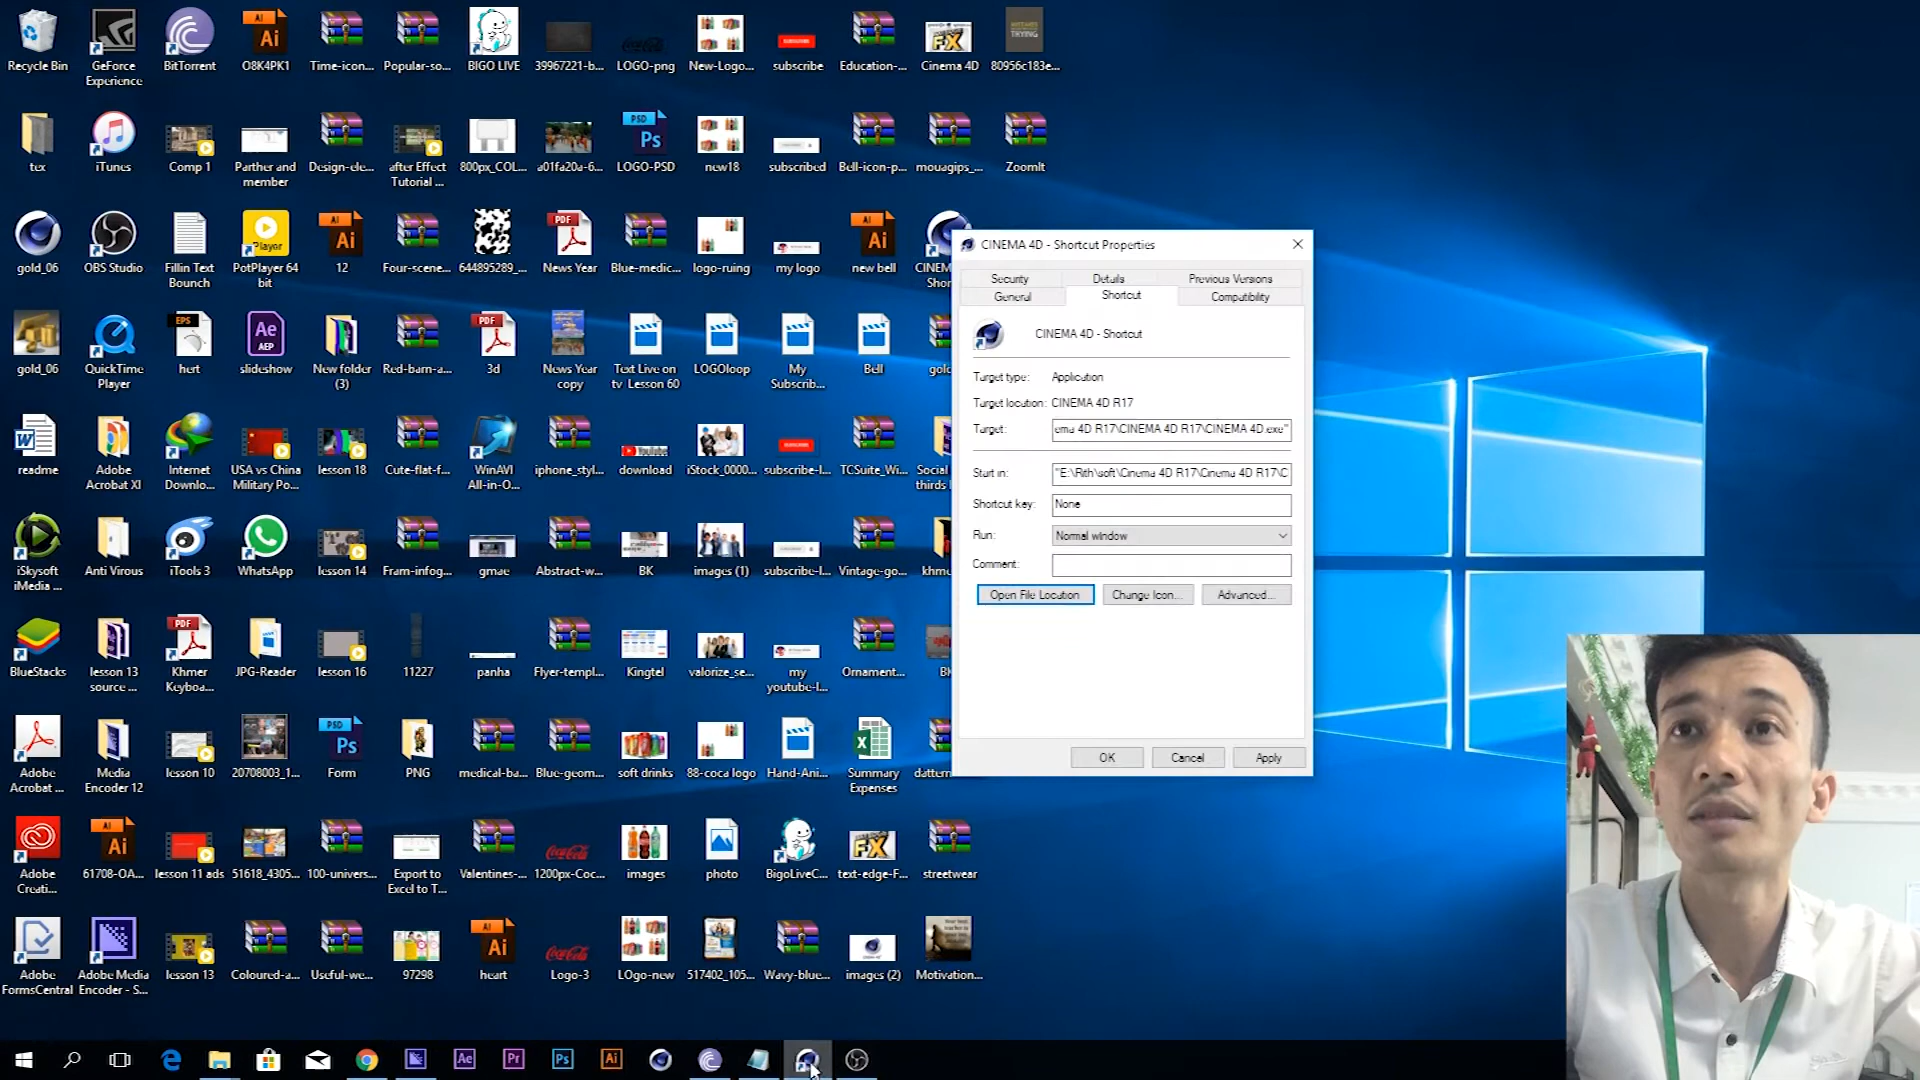 Recycle Bin
GeForce Experience
BitTorrent
O8K4PK1
Time-icon...
Popular-so...
BIGO LIVE
39967221-b...
LOGO-png
New-Logo...
subscribe
Education-...
Cinema 4D
80956c183e...
tex
iTunes
Comp 1
Parther and member
Design-ele...
after Effect Tutorial ...
800px_COL...
a01fa20a-6...
LOGO-PSD
new18
subscribed
Bell-icon-p...
mouagips_...
ZoomIt
gold_06
OBS Studio
Fillin Text Bounch
PotPlayer 64 bit
12
Four-scene...
644895289_...
News Year
Blue-medic...
logo-ruing
my logo
new bell
CINEM
Shor
gold_06
QuickTime Player
hert
slideshow
New folder (3)
Red-barn-a...
3d
News Year copy
Text Live on tv Lesson 60
LOGOloop
My Subscrib...
Bell
gold
readme
Adobe Acrobat XI
Internet Downlo...
USA vs China Military Po...
lesson 18
Cute-flat-f...
WinAVI All-in-O...
iphone_styl...
download
iStock_0000...
subscribe-l...
TCSuite_Wi...
Social
thirds
iSkysoft iMedia ...
Anti Virous
iTools 3
WhatsApp
lesson 14
Fram-infog...
gmae
Abstract-w...
BK
images (1)
subscribe-l...
Vintage-go...
khme
BlueStacks
lesson 13 source ...
Khmer Keyboa...
JPG-Reader
lesson 16
11227
panha
Flyer-templ...
Kingtel
valorize_se...
my youtube-l...
Ornament...
BK
Adobe Acrobat ...
Media Encoder 12
lesson 10
20708003_1...
Form
PNG
medical-ba...
Blue-geom...
soft drinks
88-coca logo
Hand-Ani...
Summary Expenses
dattern
Adobe Creati...
61708-OA...
lesson 11 ads
51618_4305...
100-univers...
Export to Excel to T...
Valentines-...
1200px-Coc...
images
photo
BigoLiveC...
text-edge-F...
streetwear
Adobe FormsCentral
Adobe Media Encoder - S...
lesson 13
Coloured-a...
Useful-we...
97298
heart
Logo-3
LOgo-new
517402_105...
Wavy-blue...
images (2)
Motivation...
CINEMA 4D - Shortcut Properties
Security Details Previous Versions
General Shortcut Compatibility
CINEMA 4D - Shortcut
Target type: Application
Target location: CINEMA 4D R17
Target: ema 4D R17\CINEMA 4D R17\CINEMA 4D.exe"
Start in: "E:\Rith\soft\Cinema 4D R17\Cinema 4D R17\C
Shortcut key: None
Run: Normal window
Comment:
Open File Location Change Icon... Advanced...
OK Cancel Apply